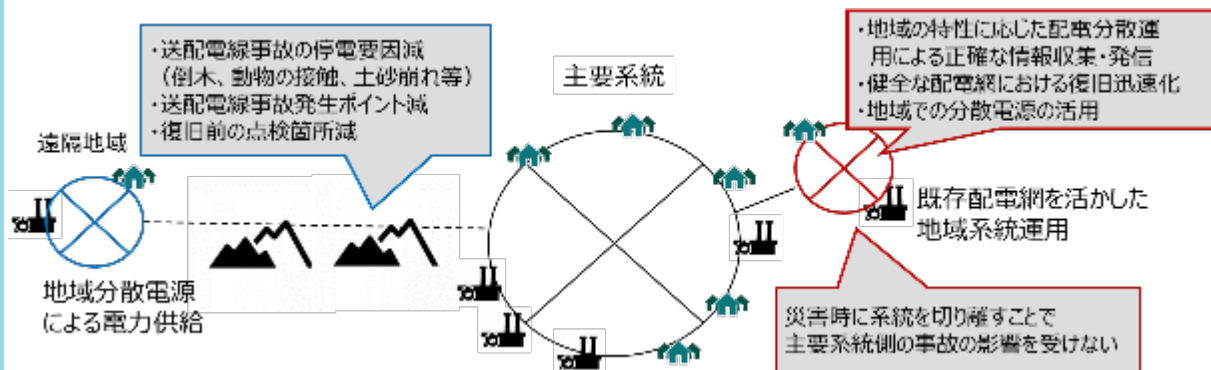 ・送配電線事故の停電要因減
（倒木、動物の接触、土砂崩れ等）
・送配電線事故発生ポイント減
・復旧前の点検箇所減
主要系統
・地域の特性に応じた配電分散運
用による正確な情報収集・発信
・健全な配電網における復旧迅速化
・地域での分散電源の活用
遠隔地域
既存配電網を活かした
地域系統運用
地域分散電源
による電力供給
災害時に系統を切り離すことで
主要系統側の事故の影響を受けない